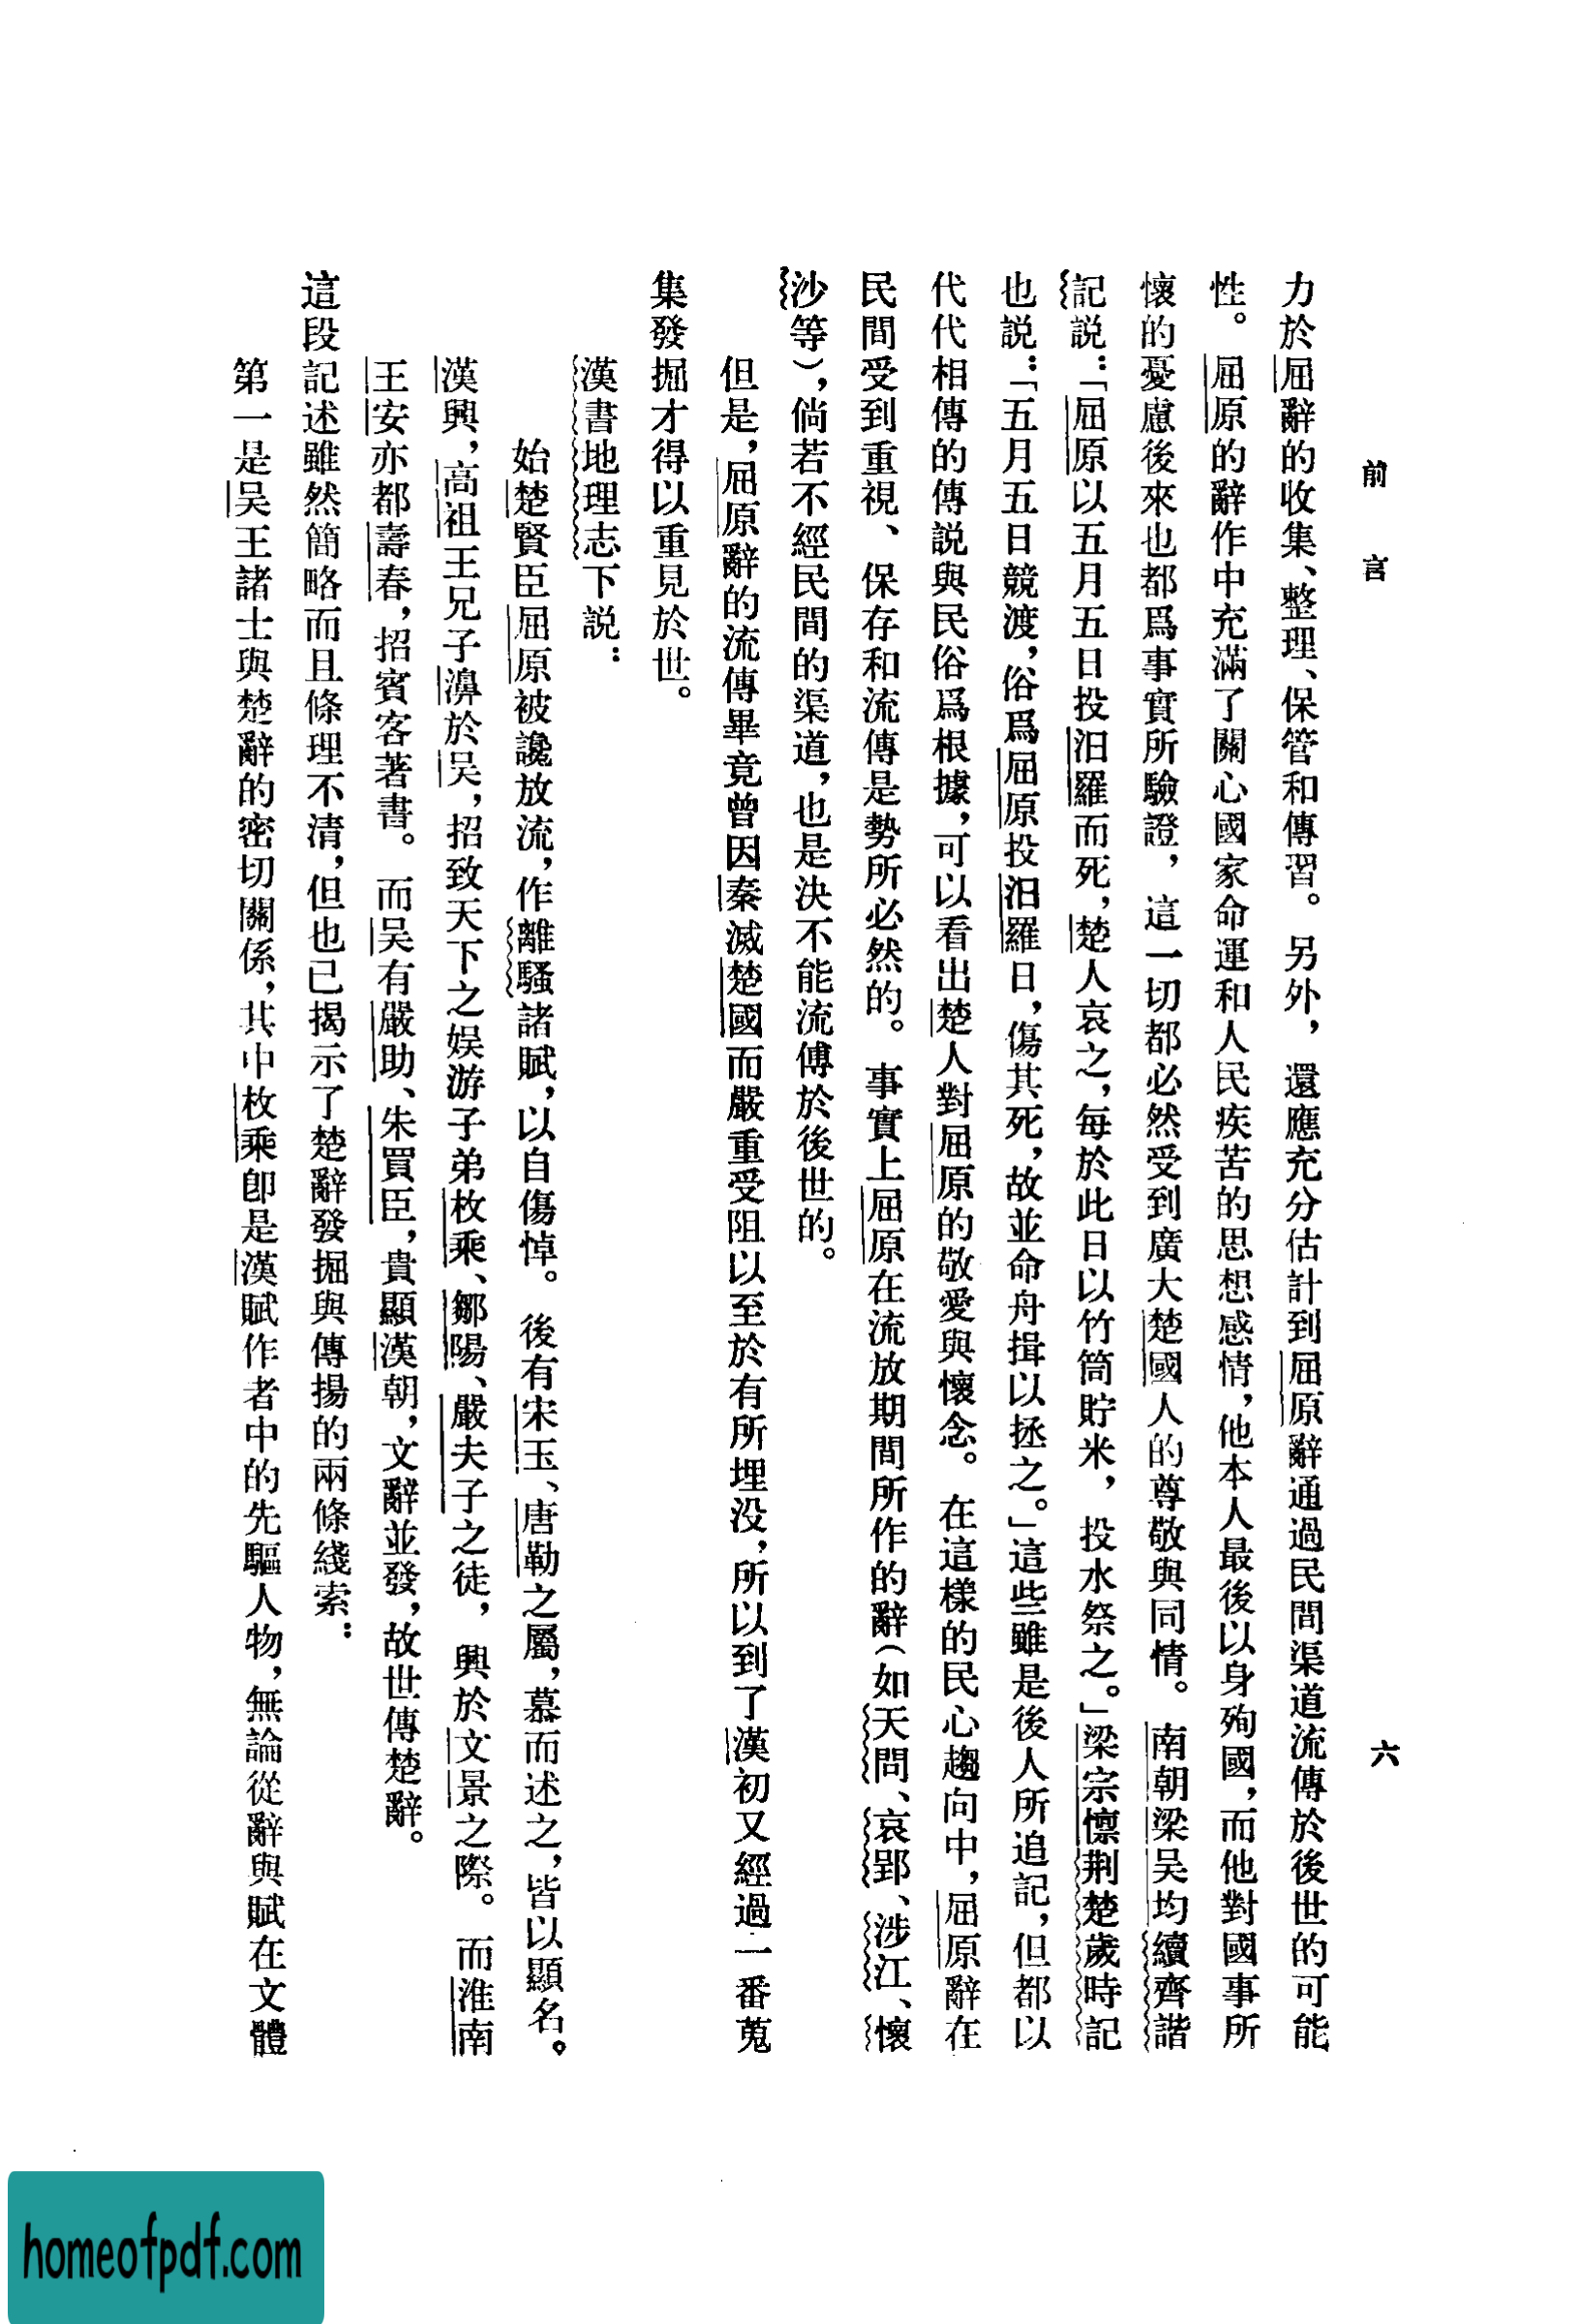 前言
六
力於屈辭的收集、整理、保管和傳習。另外，還應充分估計到屈原辭通過民間渠道流傳於後世的可能
性。屈原的辭作中充滿了關心國家命運和人民疾苦的思想感情，他本人最後以身殉國，而他對國事所
懷的憂慮後來也都爲事實所驗證，這一切都必然受到廣大楚國人的尊敬與同情。南朝梁吴均續齊諧
記説：「屈原以五月五日投汨羅而死，楚人哀之，每於此日以竹筒貯米，投水祭之。」梁宗懍荆楚歲時記
也説：「五月五日競渡，俗爲屈原投汨羅日，傷其死，故並命舟揖以拯之。」這些雖是後人所追記，但都以
代代相傳的傳説與民俗爲根據，可以看出楚人對屈原的敬愛與懷念。在這樣的民心趨向中，屈原辭在
民間受到重視、保存和流傳是勢所必然的。事實上屈原在流放期間所作的辭（如天問、哀郢、涉江、懷
沙等），倘若不經民間的渠道，也是決不能流傳於後世的。
但是，屈原辭的流傳畢竟曾因秦滅楚國而嚴重受阻以至於有所埋没，所以到了漢初又經過一番蒐
集發掘才得以重見於世。
漢書地理志下説：
始楚賢臣屈原被讒放流，作離騷諸賦，以自傷悼。後有宋玉、唐勒之屬，慕而述之，皆以顯名。
漢興，高祖王兄子濞於吴，招致天下之娱游子弟枚乘、鄒陽、嚴夫子之徒，興於文景之際。而淮南
王安亦都壽春，招賓客著書。而吴有嚴助、朱買臣，貴顯漢朝，文辭並發，故世傳楚辭。
這段記述雖然簡略而且條理不清，但也已揭示了楚辭發掘與傳揚的兩條綫索：
第一是吴王諸士與楚辭的密切關係，其中枚乘卽是漢賦作者中的先驅人物，無論從辭與賦在文體
homeofpdf.com